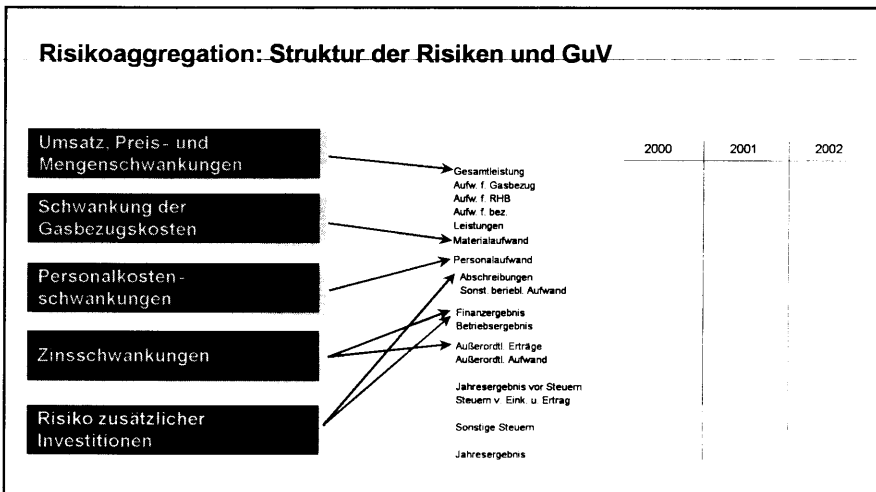 Risikoaggregation: Struktur der Risiken und GuV
Umsatz, Preis- und
Mengenschwankungen
Schwankung der
Gasbezugskosten
Personalkosten-
schwankungen
Zinsschwankungen
Risiko zusätzlicher
Investitionen
Gesamtleistung
Aufw. f. Gasbezug
Aufw. f. RHB
Aufw. f. bez.
Leistungen
Materialaufwand
Personalaufwand
Abschreibungen
Sonst. beriebl. Aufwand
Finanzergebnis
Betriebsergebnis
Außerordtl. Erträge
Außerordtl. Aufwand
Jahresergebnis vor Steuern
Steuern v. Eink. u. Ertrag
Sonstige Steuern
Jahresergebnis
2000 2001 2002